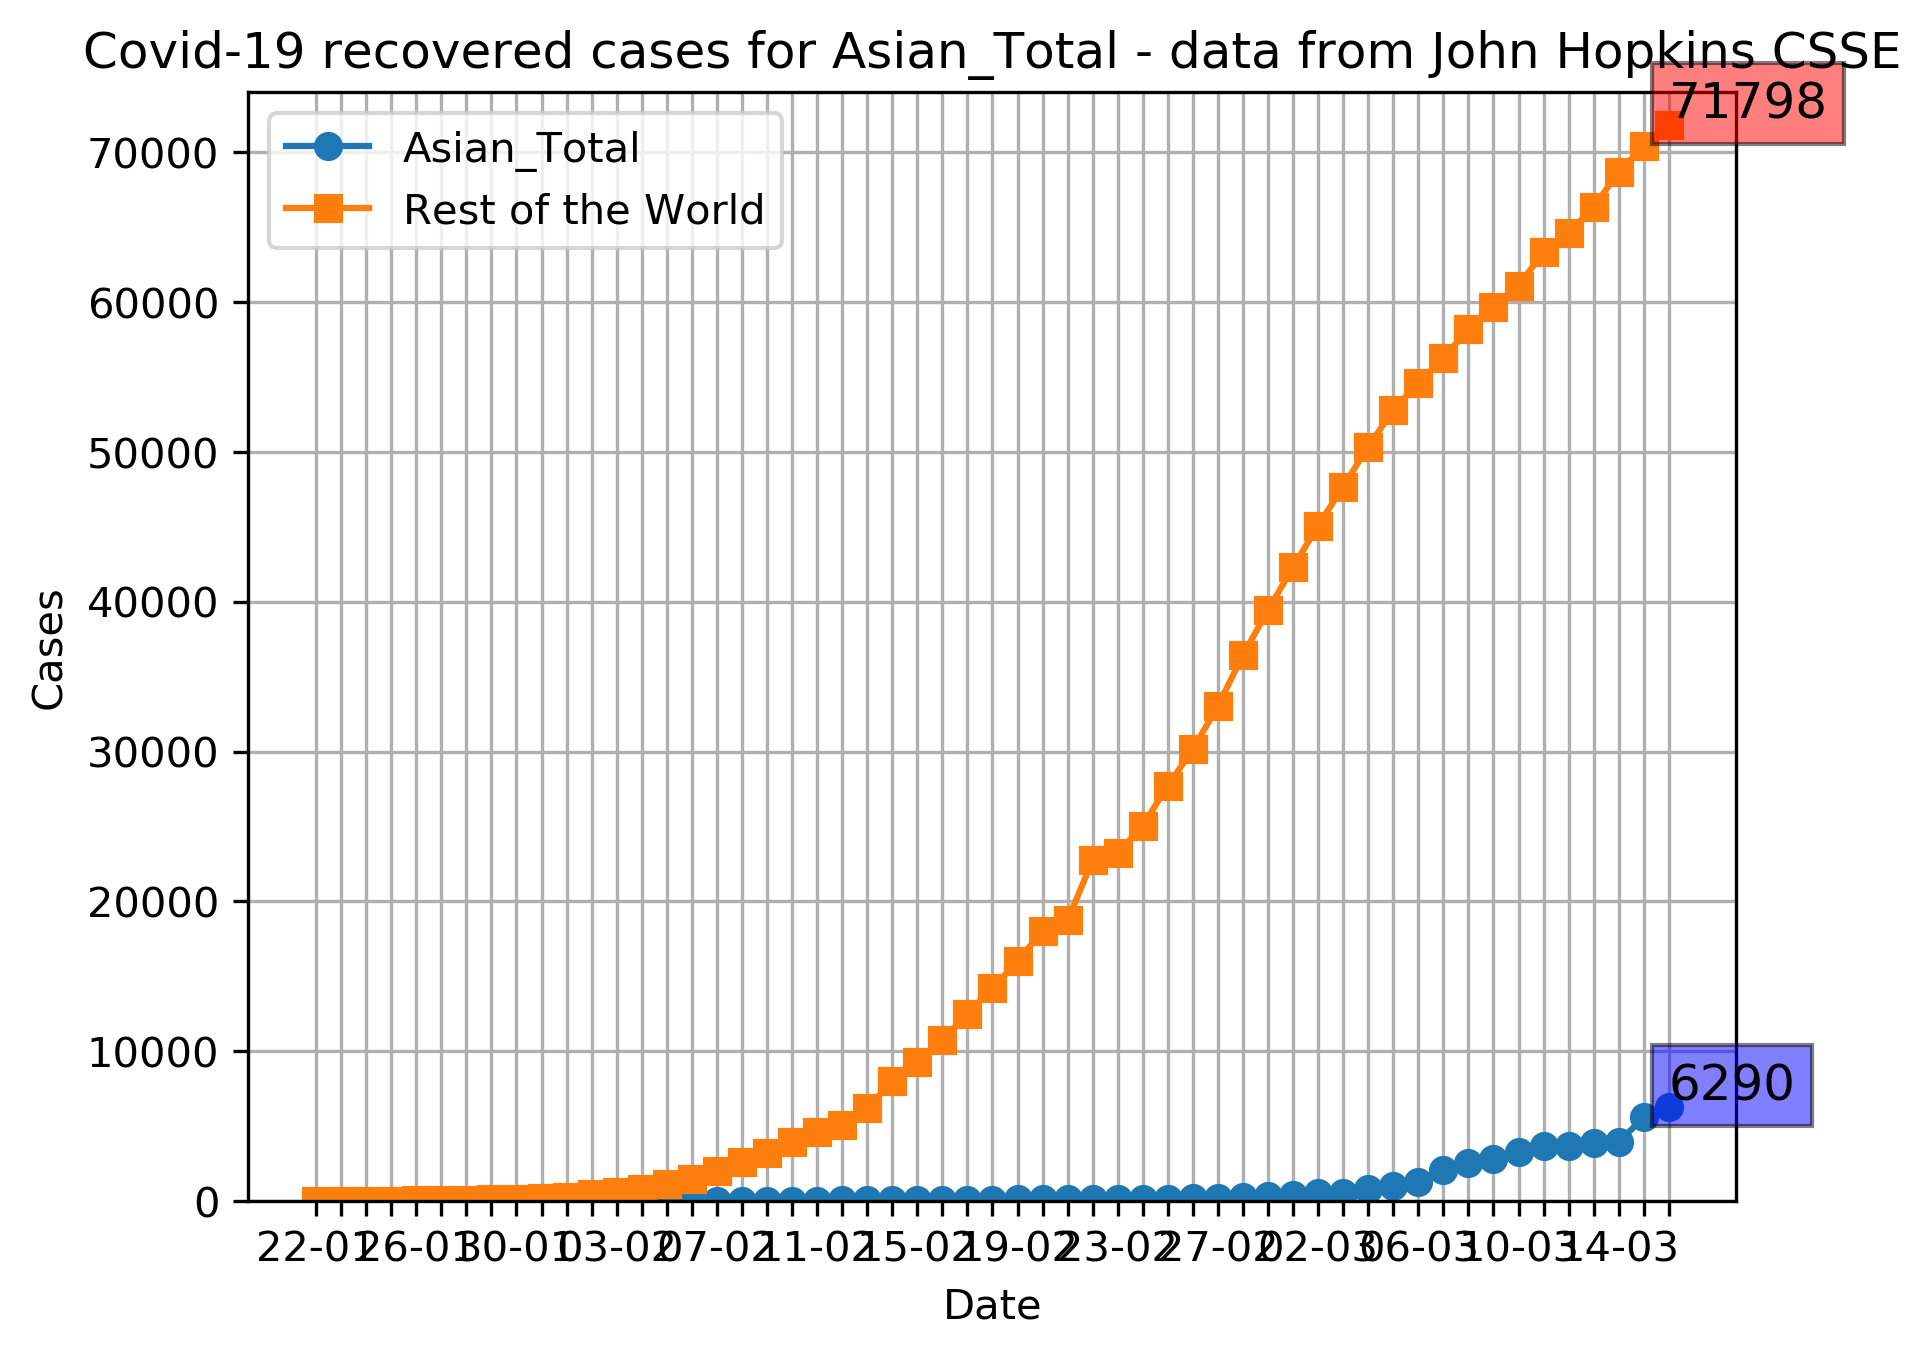 Covid-19 recovered cases for Asian_Total - data from John Hopkins CSSE
71798
Asian_Total
Rest of the World
70000
60000
50000
40000
30000
20000
10000
0
Cases
6290
22-01 26-01 30-01 03-02 07-02 11-02 15-02 19-02 23-02 27-02 02-03 06-03 10-03 14-03
Date